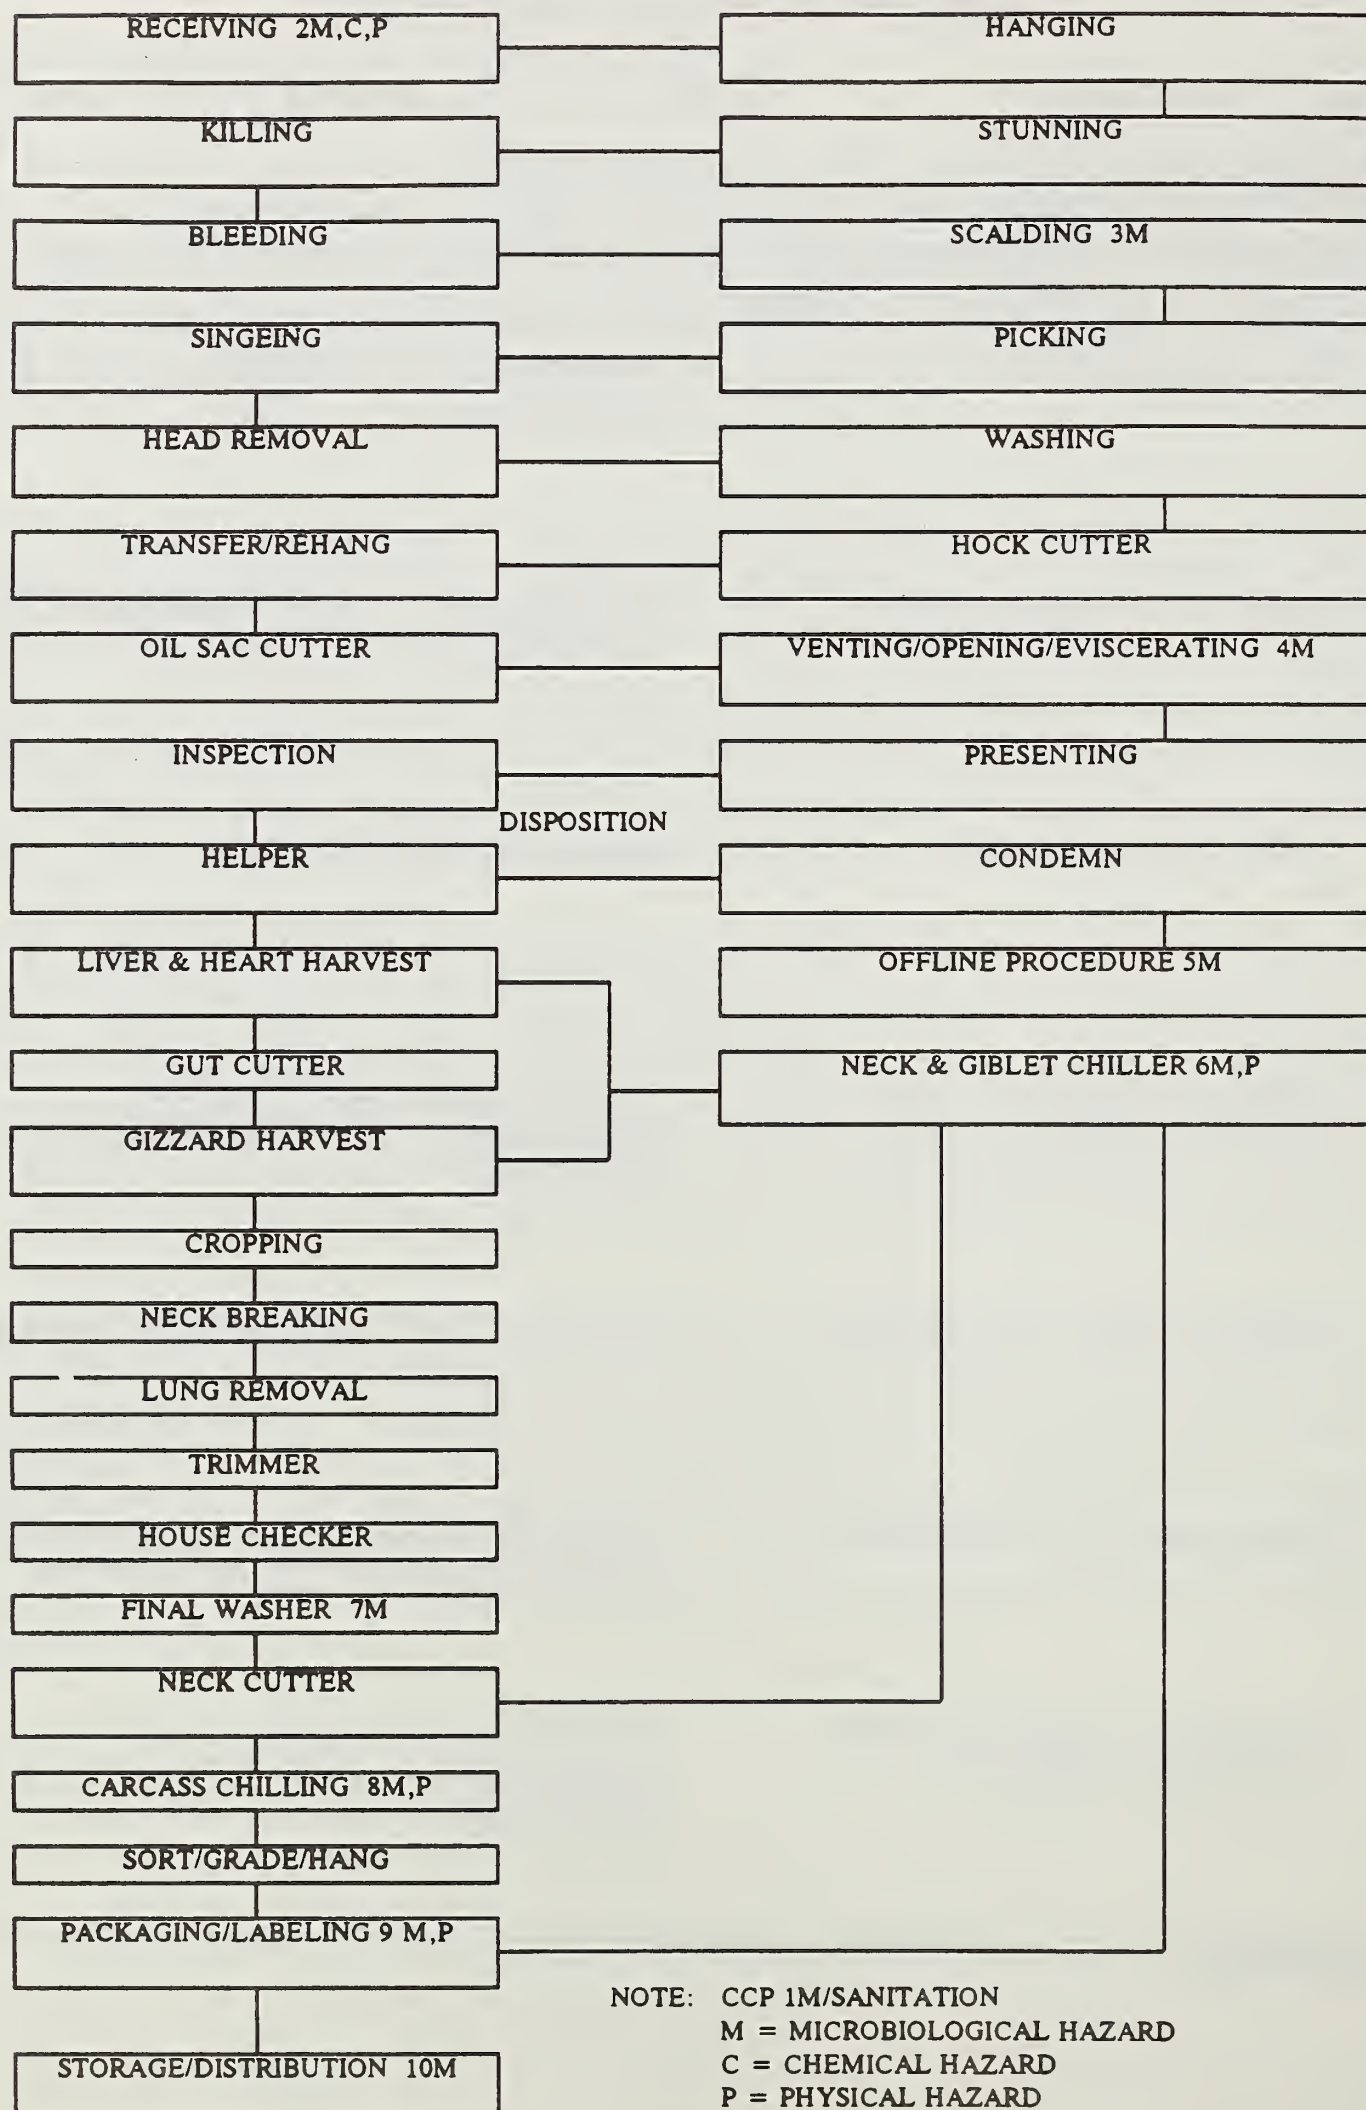 RECEIVING 2M,C,P
HANGING
KILLING
STUNNING
BLEEDING
SCALDING 3M
SINGEING
PICKING
HEAD REMOVAL
WASHING
TRANSFER/REHANG
HOCK CUTTER
OIL SAC CUTTER
VENTING/OPENING/EVISCERATING 4M
INSPECTION
PRESENTING
DISPOSITION
HELPER
CONDEMN
LIVER & HEART HARVEST
OFFLINE PROCEDURE 5M
GUT CUTTER
NECK & GIBLET CHILLER 6M,P
GIZZARD HARVEST
CROPPING
NECK BREAKING
LUNG REMOVAL
TRIMMER
HOUSE CHECKER
FINAL WASHER 7M
NECK CUTTER
CARCASS CHILLING 8M,P
SORT/GRADE/HANG
PACKAGING/LABELING 9 M,P
STORAGE/DISTRIBUTION 10M
NOTE: CCP 1M/SANITATION
M = MICROBIOLOGICAL HAZARD
C = CHEMICAL HAZARD
P = PHYSICAL HAZARD